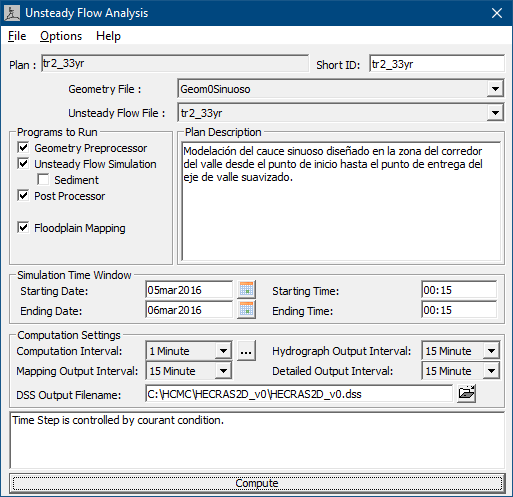 Unsteady Flow Analysis
File Options Help
Plan : tr2_33yr Short ID: tr2_33yr
Geometry File : Geom0Sinuoso
Unsteady Flow File : tr2_33yr
Programs to Run
Geometry Preprocessor
Unsteady Flow Simulation
Sediment
Post Processor
Floodplain Mapping
Plan Description
Modelación del cauce sinuoso diseñado en la zona del corredor
del valle desde el punto de inicio hasta el punto de entrega del
eje de valle suavizado.
Simulation Time Window
Starting Date: 05mar2016 Starting Time: 00:15
Ending Date: 06mar2016 Ending Time: 00:15
Computation Settings
Computation Interval: 1 Minute ... Hydrograph Output Interval: 15 Minute
Mapping Output Interval: 15 Minute Detailed Output Interval: 15 Minute
DSS Output Filename: C:\HCMC\HECRAS2D_v0\HECRAS2D_v0.dss
Time Step is controlled by courant condition.
Compute